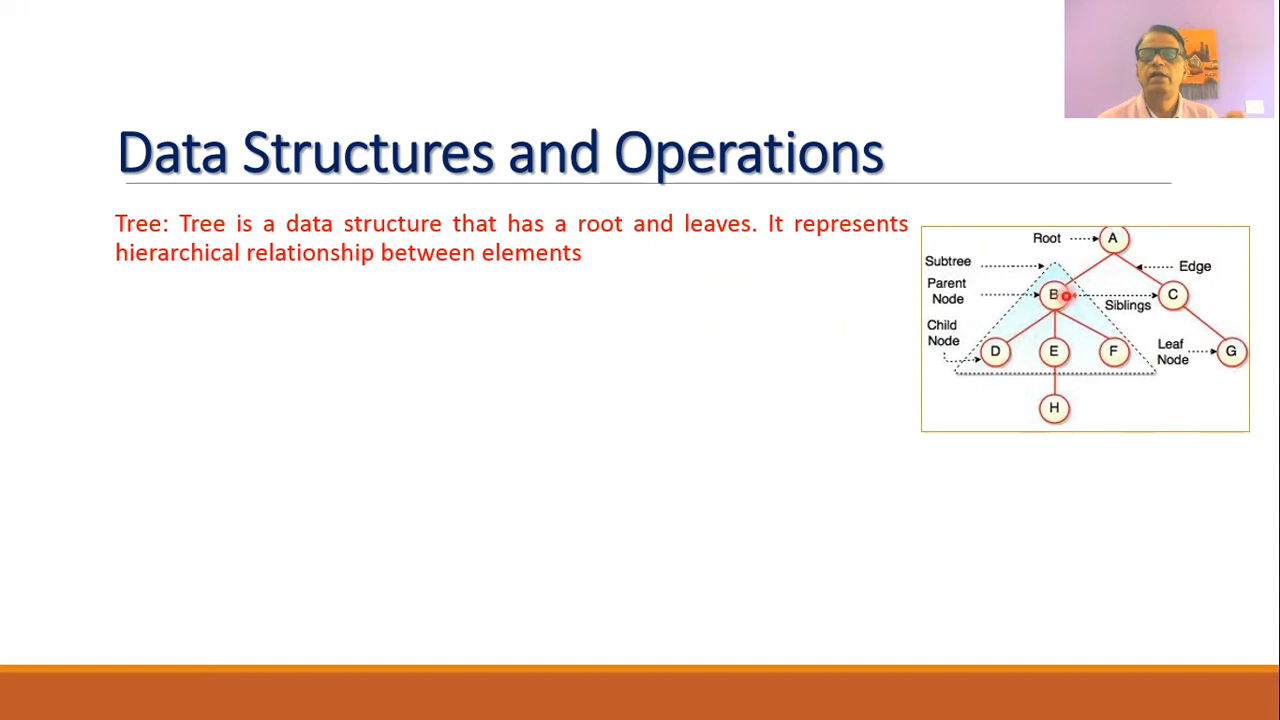 Data Structures and Operations
Tree: Tree is a data structure that has a root and leaves. It represents
hierarchical relationship between elements
Root
A
Subtree
Edge
Parent
Node
B
Siblings
C
Child
Node
D
E
F
Leaf
Node
G
H